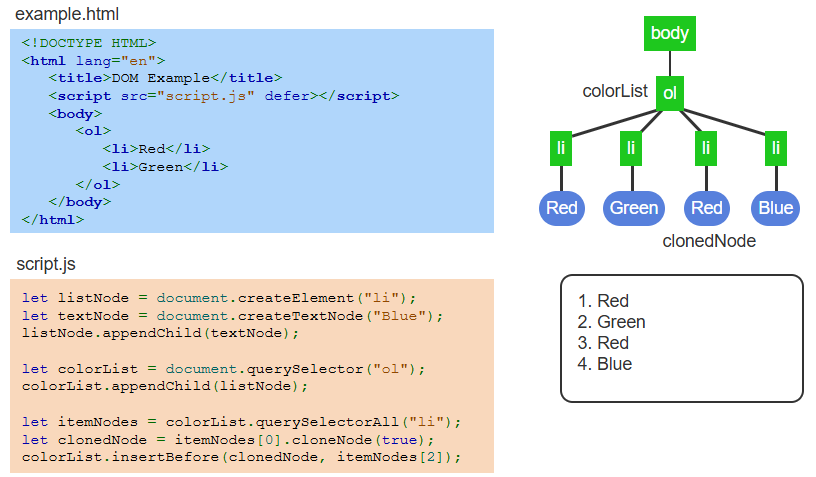 example.html
<!DOCTYPE HTML>
<html lang="en">
   <title>DOM Example</title>
   <script src="script.js" defer></script>
   <body>
      <ol>
         <li>Red</li>
         <li>Green</li>
      </ol>
   </body>
</html>
script.js
let listNode = document.createElement("li");
let textNode = document.createTextNode("Blue");
listNode.appendChild(textNode);

let colorList = document.querySelector("ol");
colorList.appendChild(listNode);

let itemNodes = colorList.querySelectorAll("li");
let clonedNode = itemNodes[0].cloneNode(true);
colorList.insertBefore(clonedNode, itemNodes[2]);
body
colorList ol
li li li li
Red Green Red Blue
clonedNode
1. Red
2. Green
3. Red
4. Blue